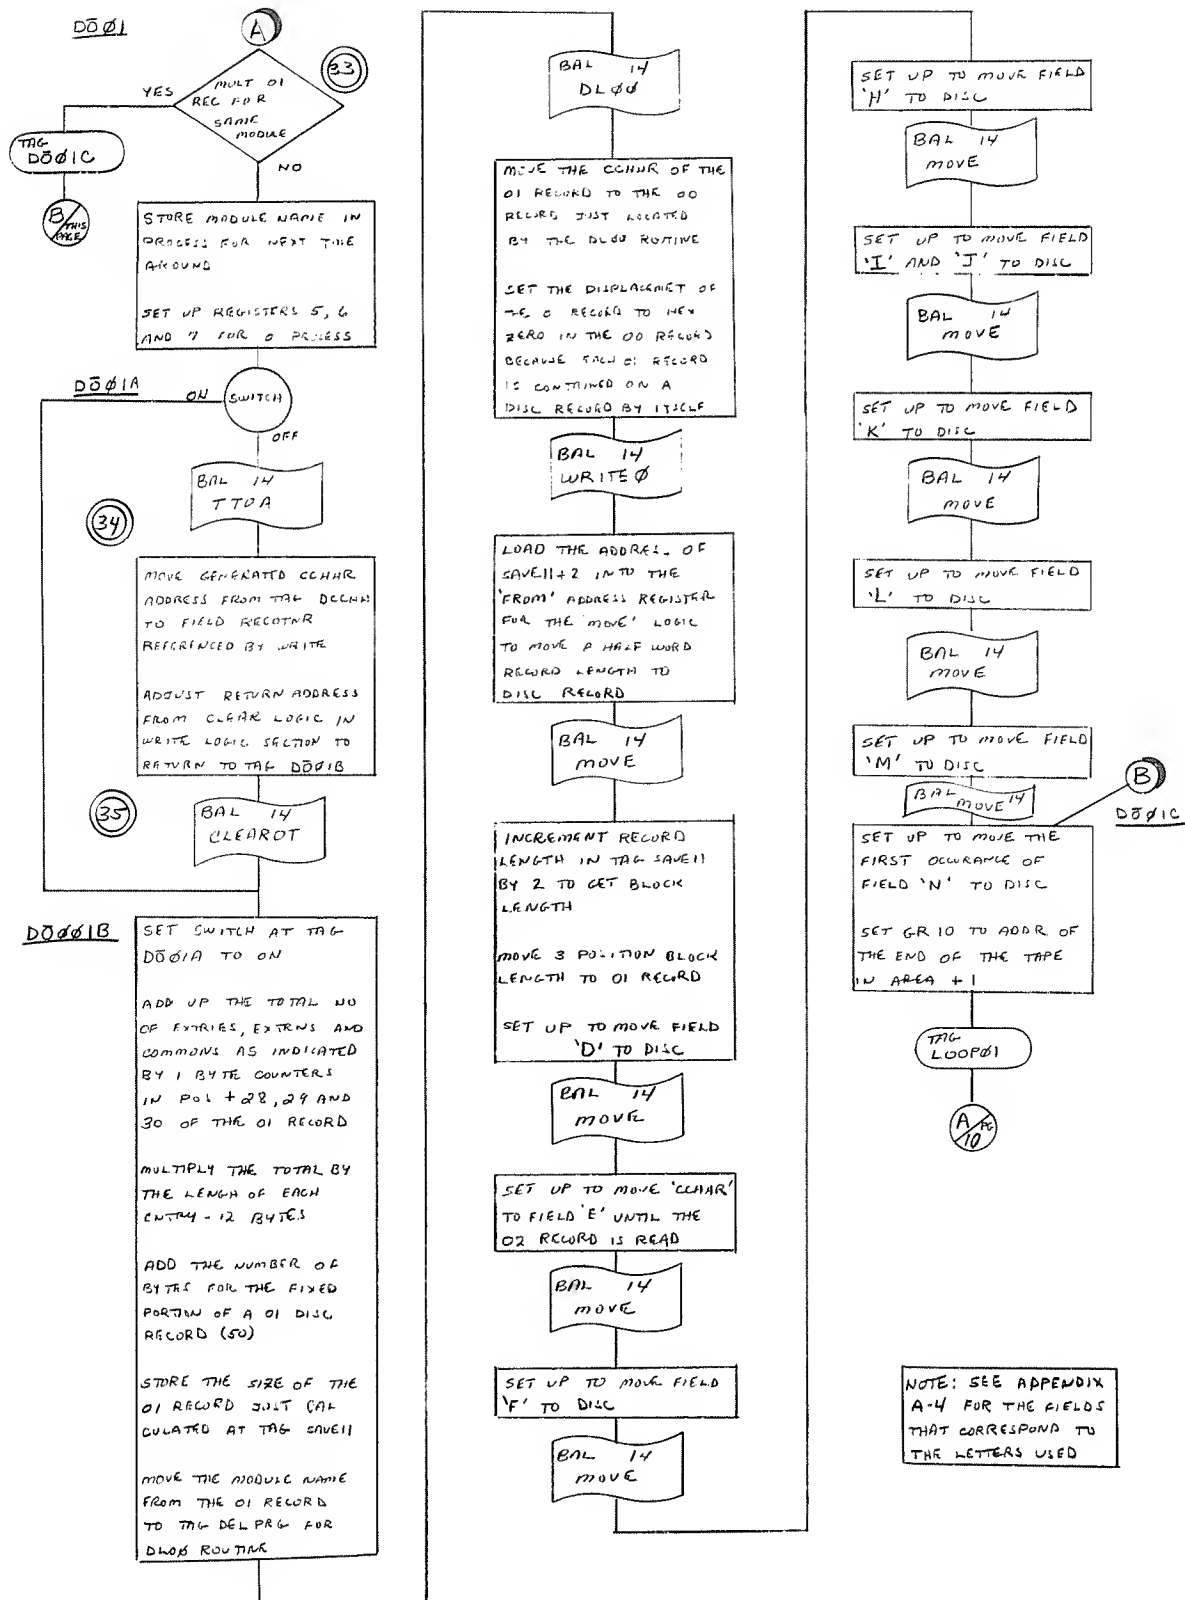 DŌØ1
A
33
YES
MULT 01
REC FOR
SAME
MODULE
NO
TAG
DŌØ1C
B/THIS
PAGE
STORE MODULE NAME IN
PROCESS FOR NEXT TIME
AROUND
SET UP REGISTERS 5, 6
AND 7 FOR 0 PROCESS
DŌØ1A
ON
SWITCH
OFF
BAL 14
TTOA
34
MOVE GENERATED CCHHR
ADDRESS FROM TAG DCCHH
TO FIELD RECOTNR
REFERENCED BY WRITE
ADJUST RETURN ADDRESS
FROM CLEAR LOGIC IN
WRITE LOGIC SECTION TO
RETURN TO TAG DŌØ1B
35
BAL 14
CLEAROT
DŌØØ1B
SET SWITCH AT TAG
DŌØ1A TO ON
ADD UP THE TOTAL NO
OF EXTRIES, EXTRNS AND
COMMONS AS INDICATED
BY 1 BYTE COUNTERS
IN POS +28, 29 AND
30 OF THE 01 RECORD
MULTIPLY THE TOTAL BY
THE LENGH OF EACH
ENTRY - 12 BYTES
ADD THE NUMBER OF
BYTES FOR THE FIXED
PORTION OF A 01 DISC
RECORD (50)
STORE THE SIZE OF THE
01 RECORD JUST CAL
CULATED AT TAG SAVE11
MOVE THE MODULE NAME
FROM THE 01 RECORD
TO TAG DELPRG FOR
DL0Ø ROUTINE
BAL 14
DLØØ
MOVE THE CCHHR OF THE
01 RECORD TO THE 00
RECORD JUST LOCATED
BY THE DL00 ROUTINE
SET THE DISPLACEMET OF
THE 0 RECORD TO HEX
ZERO IN THE 00 RECORD
BECAUSE EACH 01 RECORD
IS CONTAINED ON A
DISC RECORD BY ITSELF
BAL 14
WRITEØ
LOAD THE ADDRES. OF
SAVE11+2 INTO THE
'FROM' ADDRESS REGISTER
FOR THE 'MOVE' LOGIC
TO MOVE A HALF WORD
RECORD LENGTH TO
DISC RECORD
BAL 14
MOVE
INCREMENT RECORD
LENGTH IN TAG SAVE11
BY 2 TO GET BLOCK
LENGTH
MOVE 3 POSITION BLOCK
LENGTH TO 01 RECORD
SET UP TO MOVE FIELD
'D' TO DISC
BAL 14
MOVE
SET UP TO MOVE 'CCHHR'
TO FIELD 'E' UNTIL THE
02 RECORD IS READ
BAL 14
MOVE
SET UP TO MOVE FIELD
'F' TO DISC
BAL 14
MOVE
SET UP TO MOVE FIELD
'H' TO DISC
BAL 14
MOVE
SET UP TO MOVE FIELD
'I' AND 'J' TO DISC
BAL 14
MOVE
SET UP TO MOVE FIELD
'K' TO DISC
BAL 14
MOVE
SET UP TO MOVE FIELD
'L' TO DISC
BAL 14
MOVE
SET UP TO MOVE FIELD
'M' TO DISC
BAL 14
MOVE
B
DŌØ1C
SET UP TO MOVE THE
FIRST OCCURANCE OF
FIELD 'N' TO DISC
SET GR 10 TO ADDR OF
THE END OF THE TAPE
IN AREA + 1
TAG
LOOPØ1
A/PG
10
NOTE: SEE APPENDIX
A-4 FOR THE FIELDS
THAT CORRESPOND TO
THE LETTERS USED